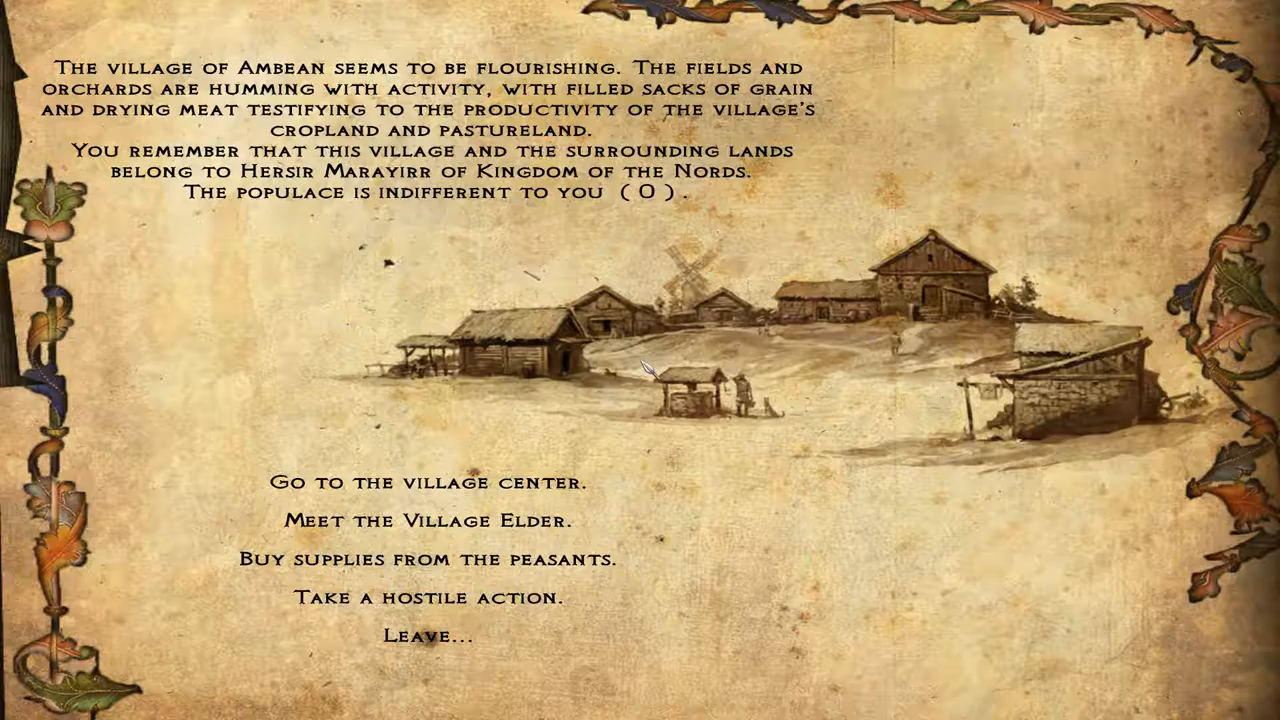 The village of Ambean seems to be flourishing. The fields and
orchards are humming with activity, with filled sacks of grain
and drying meat testifying to the productivity of the village's
cropland and pastureland.
You remember that this village and the surrounding lands
belong to Hersir Marayirr of Kingdom of the Nords.
The populace is indifferent to you (0).
Go to the village center.
Meet the Village Elder.
Buy supplies from the peasants.
Take a hostile action.
Leave...